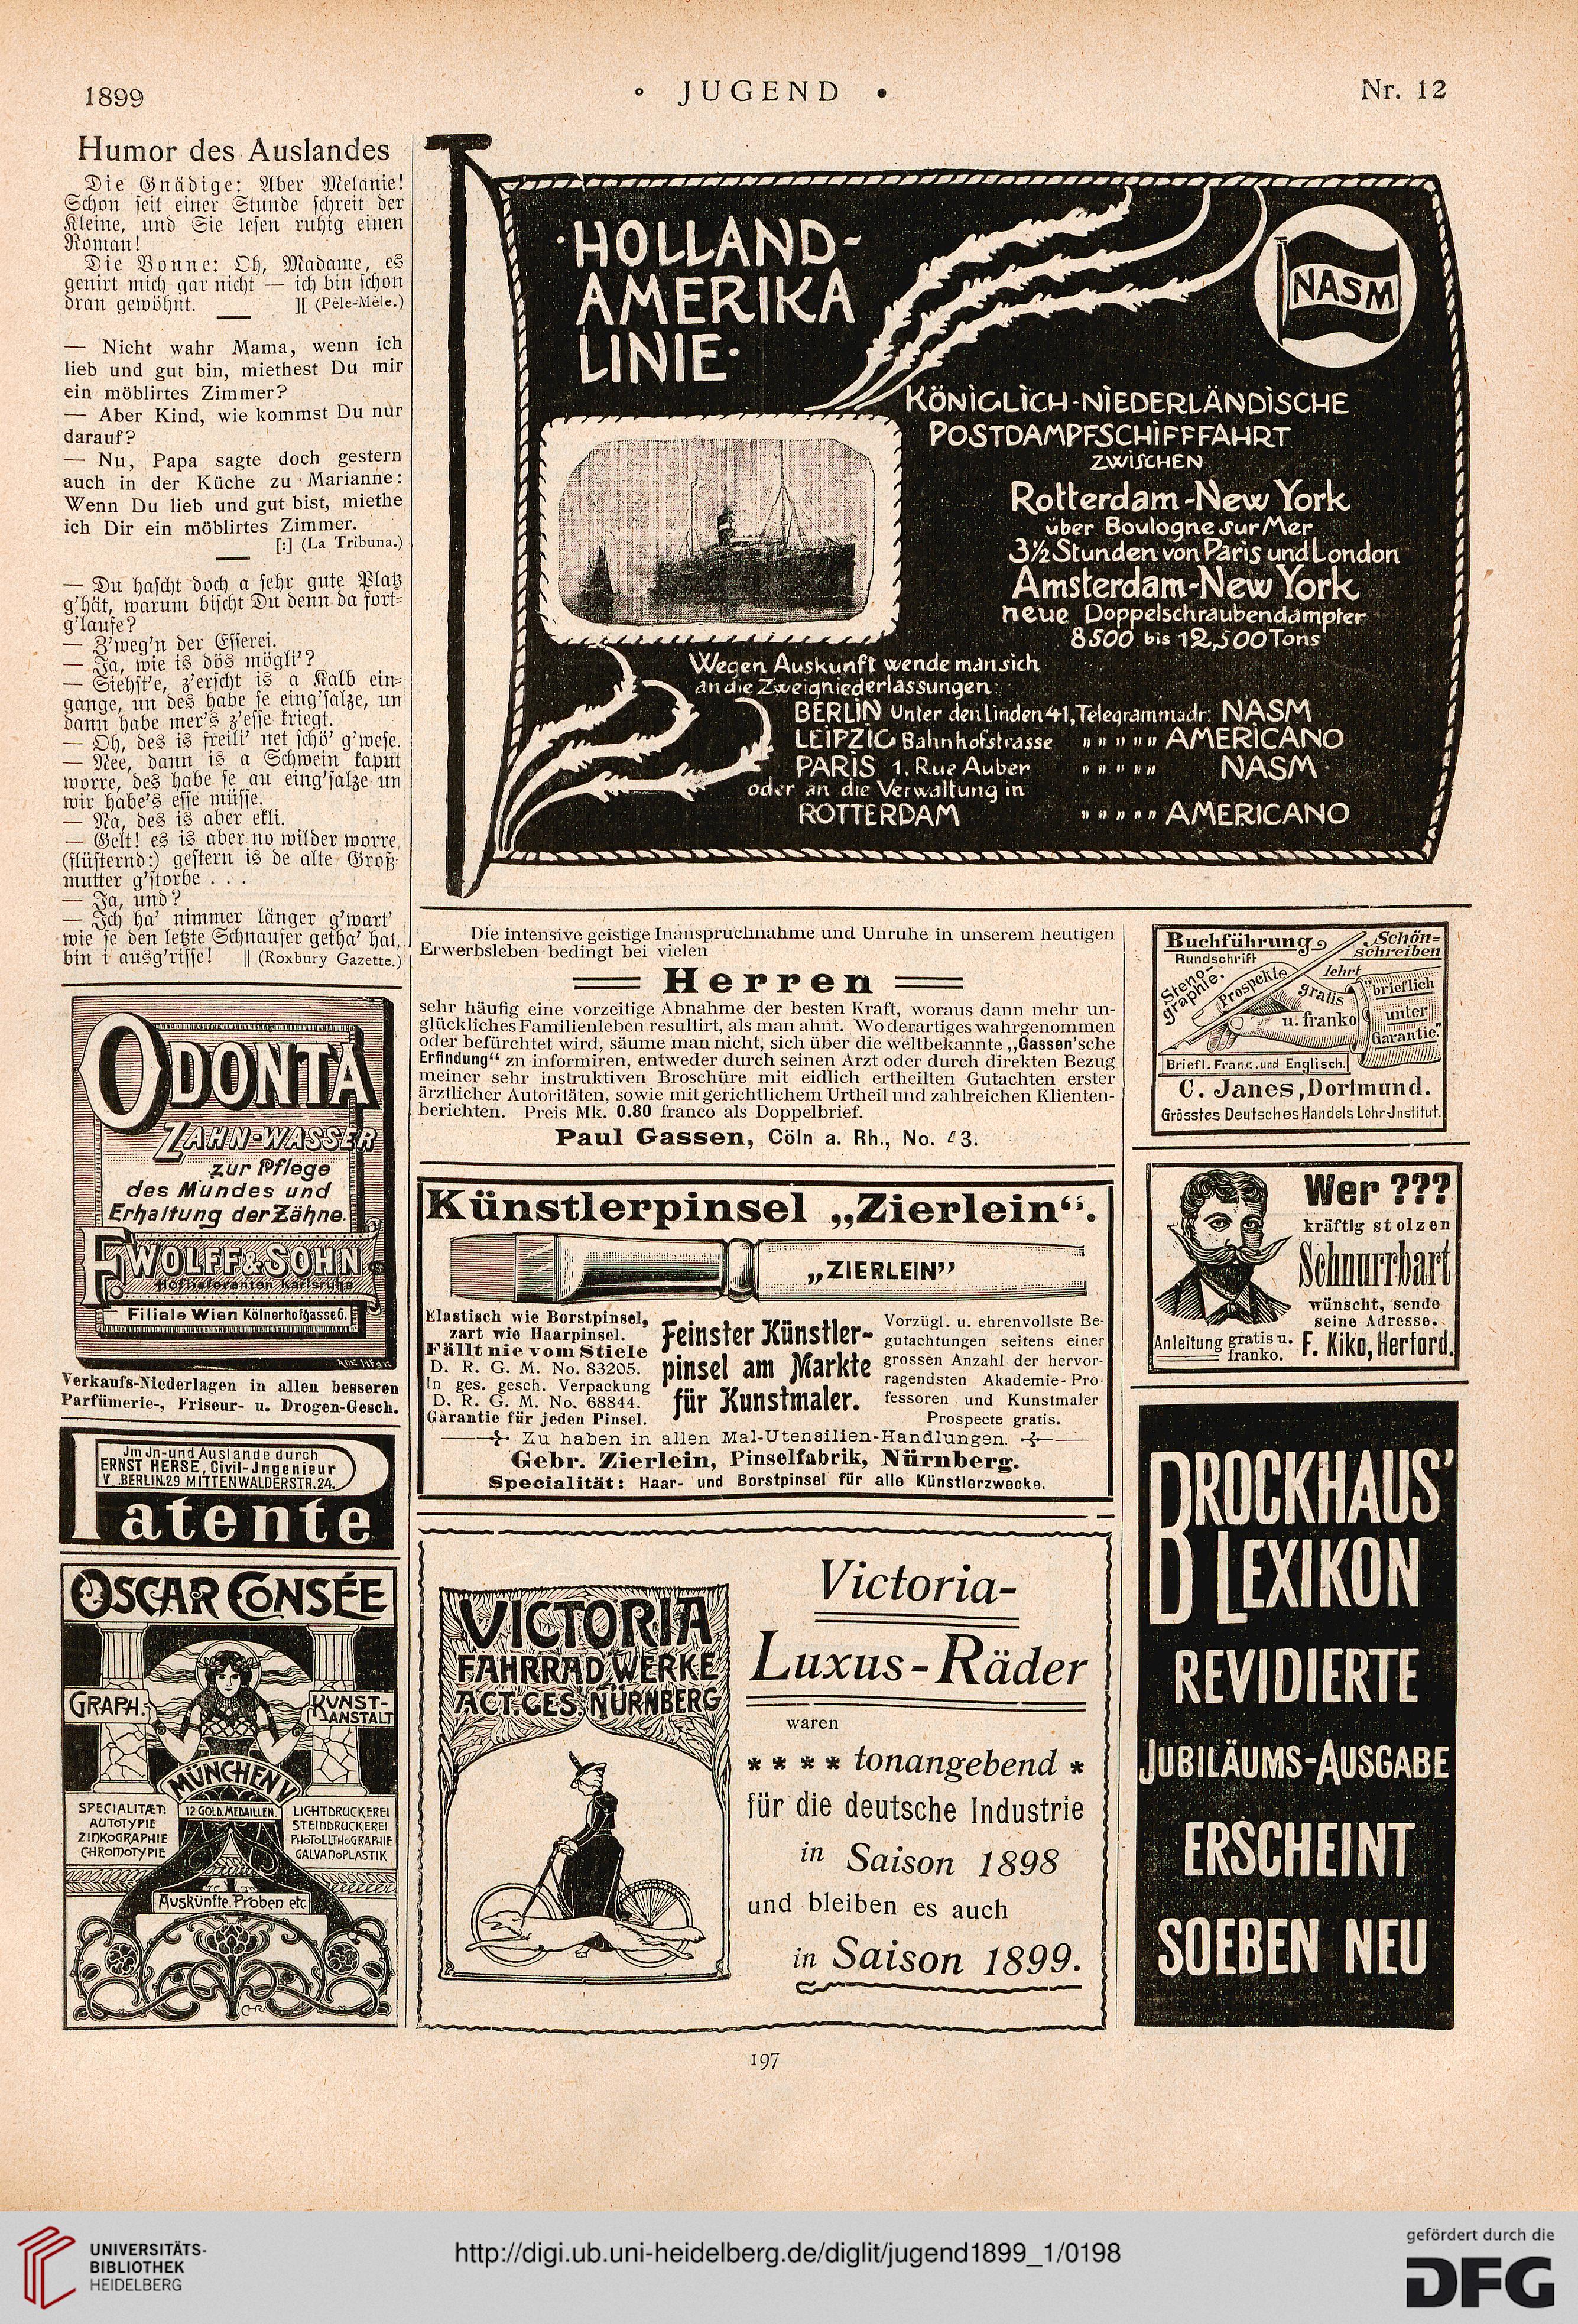 1899
° JUGEND •
Nr. 12
Humor des Auslandes
Die Gnädige: Aber Melanie!
Schon seit einer Stunde schreit der
Kleine, und Sie lesen ruhig einen
Roman!
Die Bonne: Oh, Madame, es
genirt mich gar nicht — ich bin schon
dran gewöhnt. ][ (Pèle-Mèle.)
— Nicht wahr Mama, wenn ich
lieb und gut bin, miethest Du mir
ein möblirtes Zimmer?
— Aber Kind, wie kommst Du nur
darauf?
— Nu, Papa sagte doch gestern
auch in der Küche zu Marianne:
Wenn Du lieb und gut bist, miethe
ich Dir ein möblirtes Zimmer.
[:] (La Tribuna.)
— Du hascht doch a sehr gute Platz
g'hät, warum bischt Du denn da fort-
g'laufe?
— Z'weg'n der Esserei.
— Ja, wie is dös mögli'?
— Siehst'e, z'erscht is a Kalb ein-
gange, un des habe se eing'salze, un
dann habe mer's z'esse kriegt.
— Oh, des is freili' net schö' g'wese.
— Nee, dann is a Schwein kaput
worre, des habe se au eing'salze un
wir habe's esse müsse.
— Na, des is aber ekli.
— Gelt! es is aber no wilder worre
(flüsternd:) gestern is de alte Groß-
mutter g'storbe . . .
— Ja, und?
— Ich ha' nimmer länger g'wart'
wie se den letzte Schnaufer getha' hat,
bin i ausg'risse! || (Roxbury Gazette.)
HOLLAND-
AMERIKA
LINIE·
NASM
KÖNIGLICH-NIEDERLÄNDISCHE
POSTDAMPFSCHIFFFAHRT
ZWISCHEN
Rotterdam-New York
über Boulogne sur Mer
3½ Stunden von Paris und London
Amsterdam-New York
neue Doppelschraubendampfer
8500 bis 12,500 Tons
Wegen Auskunft wende man sich
an die Zweigniederlassungen:
BERLIN Unter den Linden 41, Telegrammadr: NASM
LEIPZIG Bahnhofstrasse " " " " " AMERICANO
PARIS 1. Rue Auber " " " " " NASM
oder an die Verwaltung in
ROTTERDAM " " " " " AMERICANO
Die intensive geistige Inanspruchnahme und Unruhe in unserem heutigen
Erwerbsleben bedingt bei vielen
Herren
sehr häufig eine vorzeitige Abnahme der besten Kraft, woraus dann mehr un-
glückliches Familienleben resultirt, als man ahnt. Wo derartiges wahrgenommen
oder befürchtet wird, säume man nicht, sich über die weltbekannte „Gassen'sche
Erfindung“ zn informiren, entweder durch seinen Arzt oder durch direkten Bezug
meiner sehr instruktiven Broschüre mit eidlich ertheilten Gutachten erster
ärztlicher Autoritäten, sowie mit gerichtlichem Urtheil und zahlreichen Klienten-
berichten. Preis Mk. 0.80 franco als Doppelbrief.
Paul Gassen, Cöln a. Rh., No. 43.
Buchführung
Rundschrift
Schön-
schreiben
Steno-
graphie.
Prospekte
gratis
u. franko
lehrt
brieflich
unter
Garantie."
Briefl. Franz. und Englisch.
C. Janes, Dortmund.
Grösstes Deutsches Handels Lehr-Jnstitut.
ODONTA
ZAHN-WASSER
zur Pflege
des Mundes und
Erhaltung der Zähne.
F. WOLFF & SOHN
Hoflieferanten Karlsruhe
Filiale Wien Kölnerhofgasse 6.
Verkaufs-Niederlagen in allen besseren
Parfümerie-, Friseur- u. Drogen-Gesch.
Künstlerpinsel „Zierlein“.
„ZIERLEIN”
Elastisch wie Borstpinsel,
zart wie Haarpinsel.
Fällt nie vom Stiele
D. R. G. M. No. 83205.
In ges. gesch. Verpackung
D. R. G. M. No. 68844.
Garantie für jeden Pinsel.
Feinster Künstler-
pinsel am Markte
für Kunstmaler.
Vorzügl. u. ehrenvollste Be-
gutachtungen seitens einer
grossen Anzahl der hervor-
ragendsten Akademie-Pro-
fessoren und Kunstmaler
Prospecte gratis.
Zu haben in allen Mal-Utensilien-Handlungen.
Gebr. Zierlein, Pinselfabrik, Nürnberg.
Specialität: Haar- und Borstpinsel für alle Künstlerzwecke.
Wer ???
kräftig stolzen
Schnurrbart
wünscht, sende
seine Adresse.
Anleitung gratis u.
franko.
F. Kiko, Herford.
Jm Jn- und Auslande durch
ERNST HERSE, Civil-Jngenieur
V. BERLIN.29 MITTENWALDERSTR.24.
Patente
OSCAR CONSÉE
GRAPH.
KVNST-
ANSTALT
MÜNCHEN V
12 GOLD.MEDAILLEN.
SPECIALITÆT:
AUTOTYPIE
ZINKOGRAPHIE
CHROMOTYPIE
LICHTDRUCKEREI
STEINDRUCKEREI
PHOTOLITHOGRAPHIE
GALVANOPLASTIK
Auskünfte. Proben etc
VICTORIA
FAHRRAD WERKE
ACT.GES. NÜRNBERG
Victoria-
Luxus-Räder
waren
* * * * tonangebend *
für die deutsche Industrie
in Saison 1898
und bleiben es auch
in Saison 1899.
BROCKHAUS'
LEXIKON
REVIDIERTE
JUBILÄUMS-AUSGABE
ERSCHEINT
SOEBEN NEU
197
UNIVERSITÄTS-
BIBLIOTHEK
HEIDELBERG
http://digi.ub.uni-heidelberg.de/diglit/jugend1899_1/0198
gefördert durch die
DFG